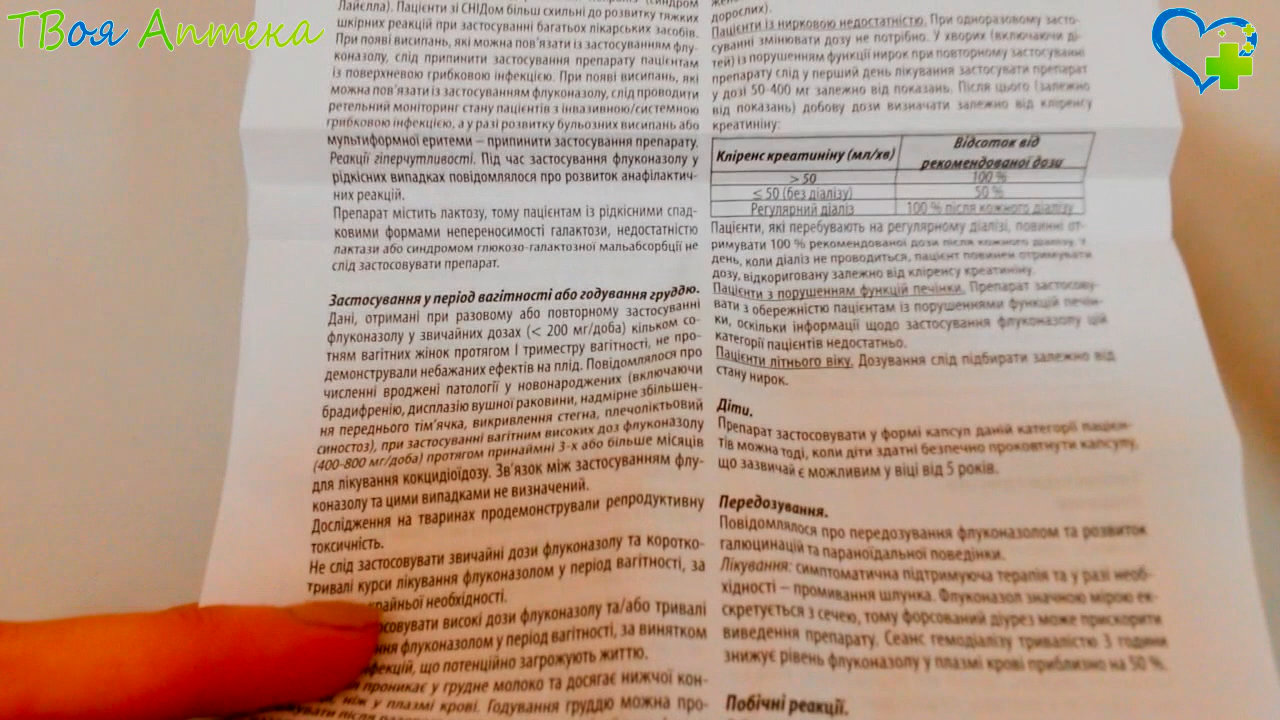 ТВоя Аптека
Лайєлла). Пацієнти зі СНІДом більш схильні до розвитку тяжких
шкірних реакцій при застосуванні багатьох лікарських засобів.
При появі висипань, які можна пов'язати із застосуванням флу-
коназолу, слід припинити застосування препарату пацієнтам
із поверхневою грибковою інфекцією. При появі висипань, які
можна пов'язати із застосуванням флуконазолу, слід проводити
ретельний моніторинг стану пацієнтів з інвазивною/системною
грибковою інфекцією, а у разі розвитку бульозних висипань або
мультиформної еритеми – припинити застосування препарату.
Реакції гіперчутливості. Під час застосування флуконазолу у
рідкісних випадках повідомлялося про розвиток анафілактич-
них реакцій.
Препарат містить лактозу, тому пацієнтам із рідкісними спад-
ковими формами непереносимості галактози, недостатністю
лактази або синдромом глюкозо-галактозної мальабсорбції не
слід застосовувати препарат.
Застосування у період вагітності або годування груддю.
Дані, отримані при разовому або повторному застосуванні
флуконазолу у звичайних дозах (< 200 мг/доба) кільком со-
тням вагітних жінок протягом І триместру вагітності, не про-
демонстрували небажаних ефектів на плід. Повідомлялося про
численні вроджені патології у новонароджених (включаючи
брадифренію, дисплазію вушної раковини, надмірне збільшен-
ня переднього тім'ячка, викривлення стегна, плечоліктьовий
синостоз), при застосуванні вагітним високих доз флуконазолу
(400-800 мг/доба) протягом принаймні 3-х або більше місяців
для лікування кокцидіоїдозу. Зв'язок між застосуванням флу-
коназолу та цими випадками не визначений.
Дослідження на тваринах продемонстрували репродуктивну
токсичність.
Не слід застосовувати звичайні дози флуконазолу та коротко-
тривалі курси лікування флуконазолом у період вагітності, за
крайньої необхідності.
осовувати високі дози флуконазолу та/або тривалі
ння флуконазолом у період вагітності, за винятком
фекцій, що потенційно загрожують життю.
проникає у грудне молоко та досягає нижчої кон-
ніж у плазмі крові. Годування груддю можна про-
дорослих).
Пацієнти із нирковою недостатністю. При одноразовому засто-
суванні змінювати дозу не потрібно. У хворих (включаючи ді-
тей) із порушенням функції нирок при повторному застосуванні
препарату слід у перший день лікування застосувати препарат
у дозі 50-400 мг залежно від показань. Після цього (залежно
від показань) добову дозу визначати залежно від кліренсу
креатиніну:
Кліренс креатиніну (мл/хв) Відсоток від
рекомендованої дози
> 50 100 %
≤ 50 (без діалізу) 50 %
Регулярний діаліз 100 % після кожного діалізу
Пацієнти, які перебувають на регулярному діалізі, повинні от-
римувати 100 % рекомендованої дози після кожного діалізу. У
день, коли діаліз не проводиться, пацієнт повинен отримувати
дозу, відкориговану залежно від кліренсу креатиніну.
Пацієнти з порушенням функцій печінки. Препарат застосову-
вати з обережністю пацієнтам із порушеннями функцій печін-
ки, оскільки інформації щодо застосування флуконазолу цій
категорії пацієнтів недостатньо.
Пацієнти літнього віку. Дозування слід підбирати залежно від
стану нирок.
Діти.
Препарат застосовувати у формі капсул даній категорії пацієн-
тів можна тоді, коли діти здатні безпечно проковтнути капсулу,
що зазвичай є можливим у віці від 5 років.
Передозування.
Повідомлялося про передозування флуконазолом та розвиток
галюцинацій та параноїдальної поведінки.
Лікування: симптоматична підтримуюча терапія та у разі необ-
хідності – промивання шлунка. Флуконазол значною мірою ек-
скретується з сечею, тому форсований діурез може прискорити
виведення препарату. Сеанс гемодіалізу тривалістю 3 години
знижує рівень флуконазолу у плазмі крові приблизно на 50 %.
Побічні реакції.